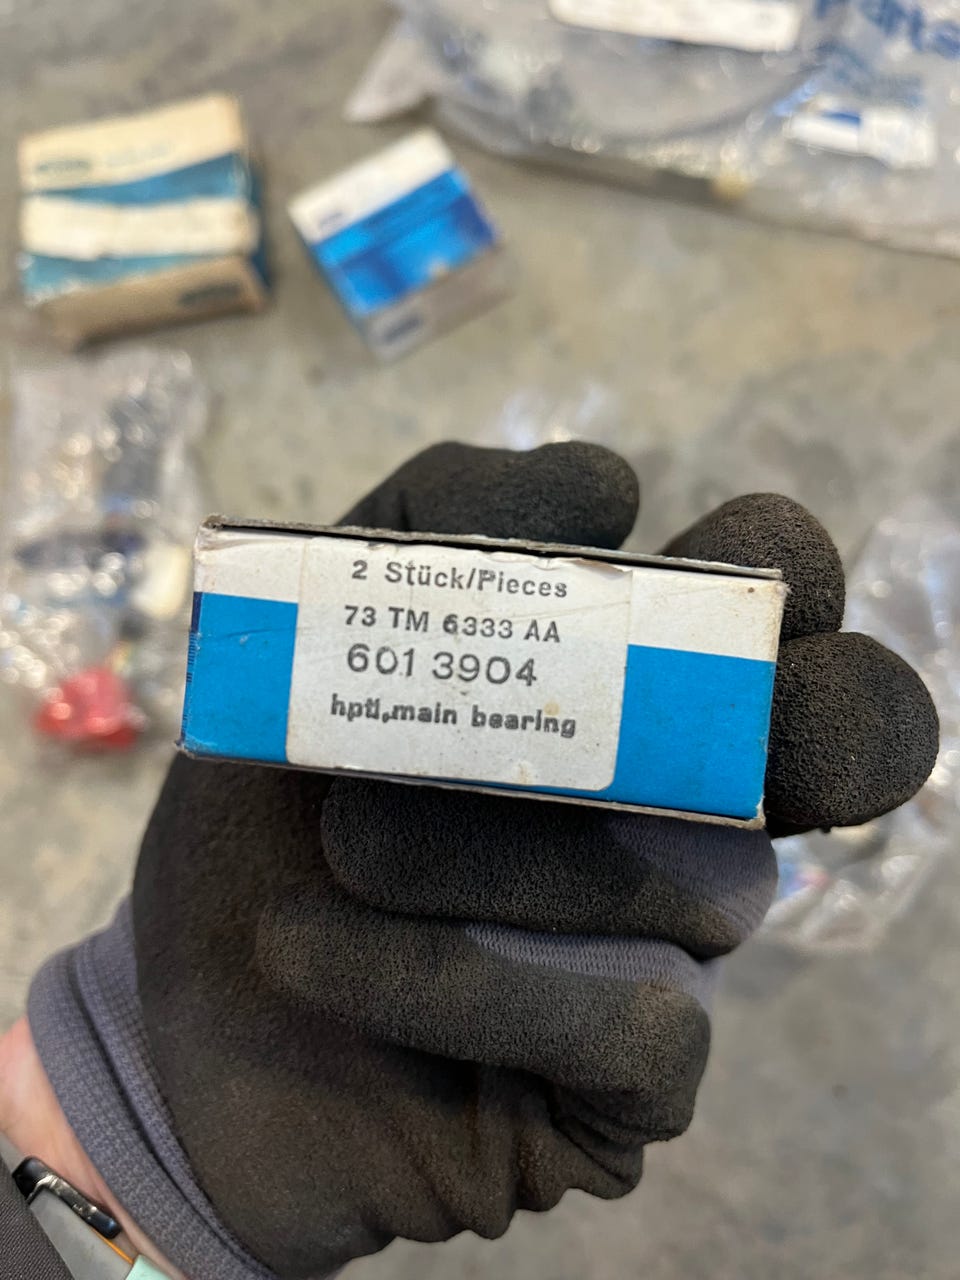 2 Stück/Pieces
73 TM 6333 AA
601 3904
hptl.main bearing